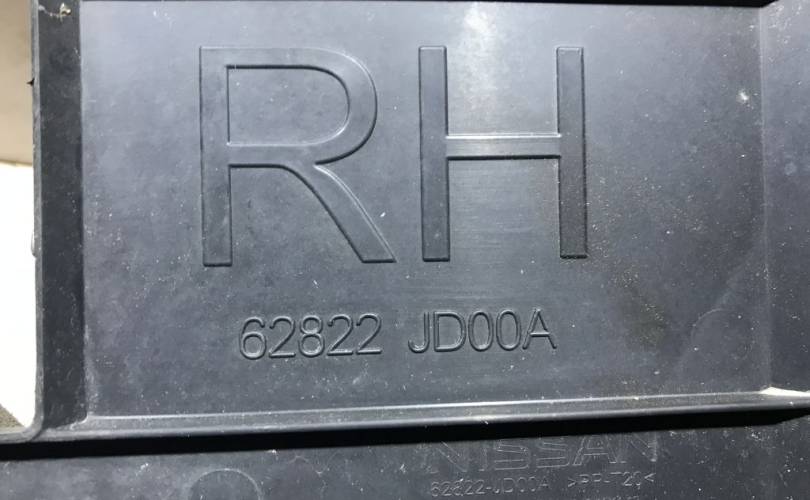 RH
62822 JD00A
NISSAN
62822-JD00A >PP-T20<